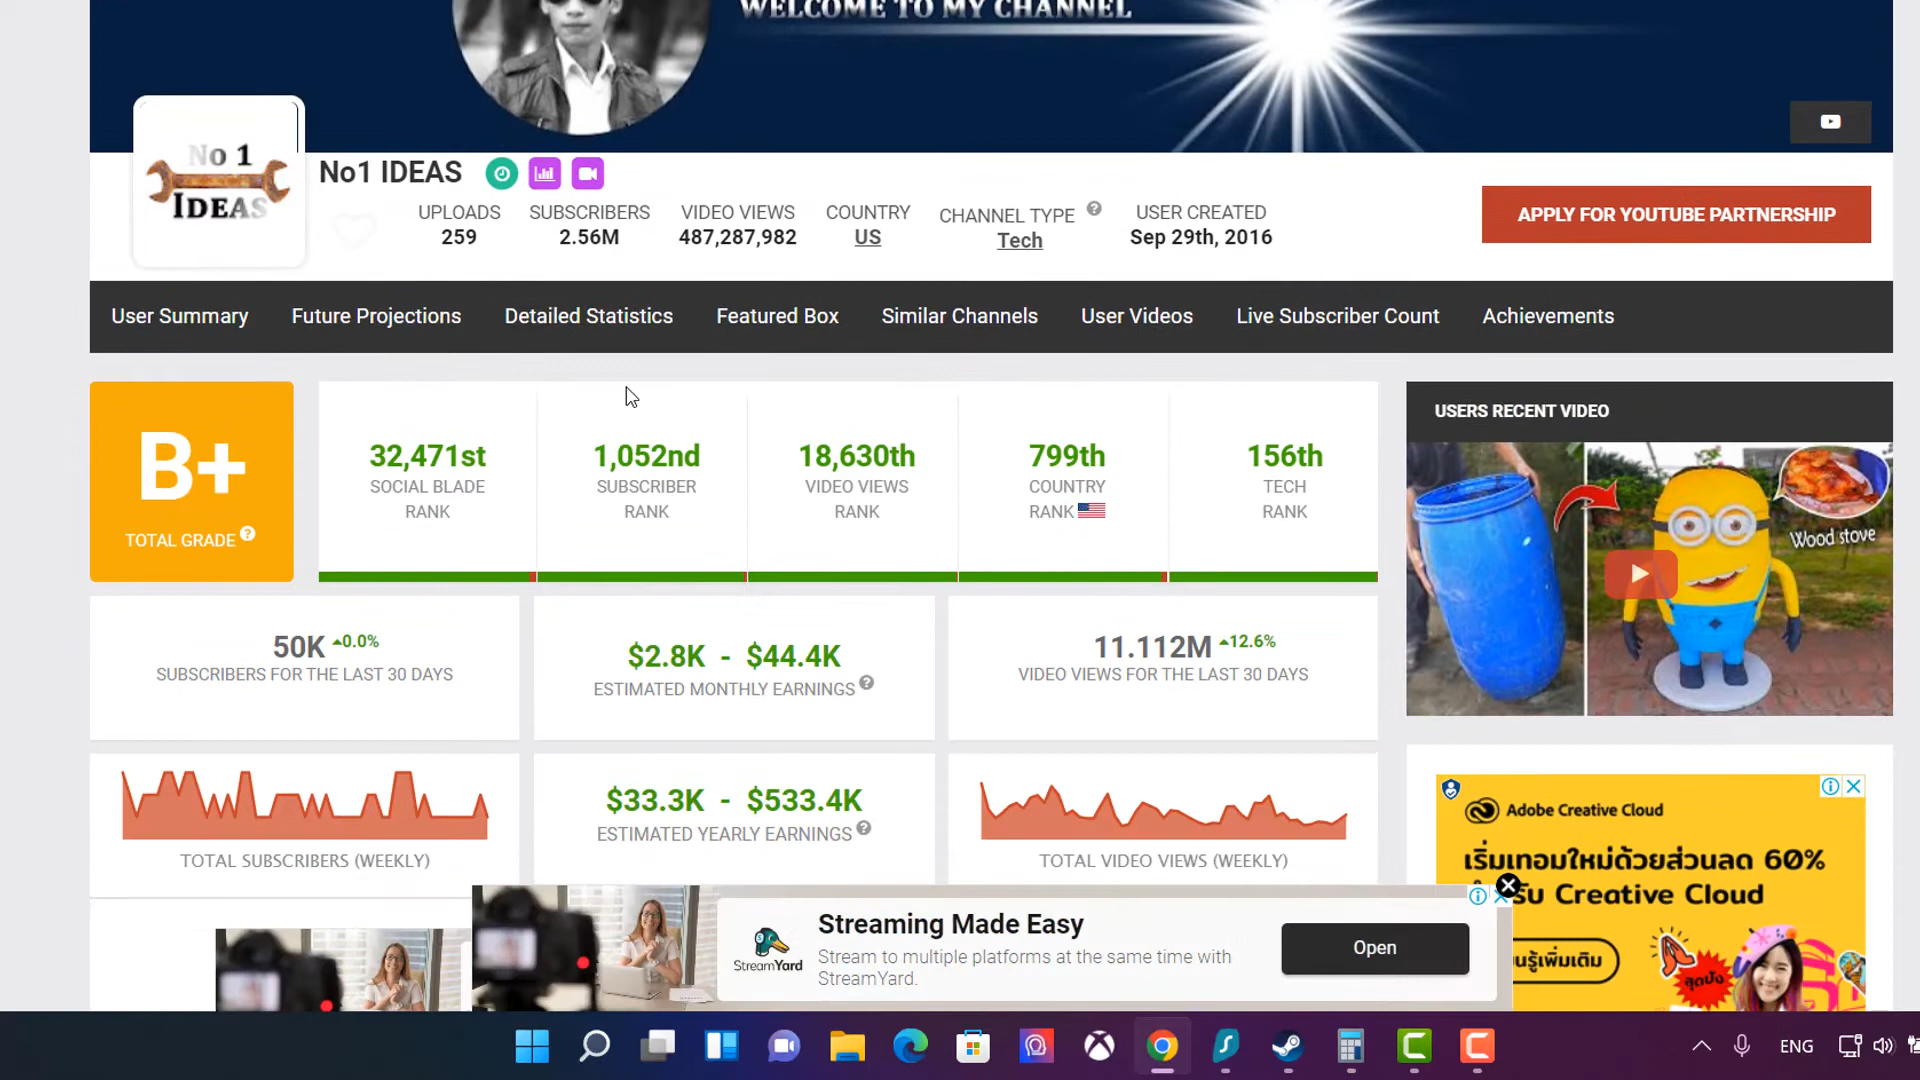 WELCOME TO MY CHANNEL
No 1
IDEAS
No1 IDEAS
UPLOADS
259
SUBSCRIBERS
2.56M
VIDEO VIEWS
487,287,982
COUNTRY
US
CHANNEL TYPE
Tech
USER CREATED
Sep 29th, 2016
APPLY FOR YOUTUBE PARTNERSHIP
User Summary
Future Projections
Detailed Statistics
Featured Box
Similar Channels
User Videos
Live Subscriber Count
Achievements
B+
TOTAL GRADE
32,471st
SOCIAL BLADE
RANK
1,052nd
SUBSCRIBER
RANK
18,630th
VIDEO VIEWS
RANK
799th
COUNTRY
RANK
156th
TECH
RANK
USERS RECENT VIDEO
Wood stove
50K 0.0%
SUBSCRIBERS FOR THE LAST 30 DAYS
$2.8K - $44.4K
ESTIMATED MONTHLY EARNINGS
11.112M 12.6%
VIDEO VIEWS FOR THE LAST 30 DAYS
TOTAL SUBSCRIBERS (WEEKLY)
$33.3K - $533.4K
ESTIMATED YEARLY EARNINGS
TOTAL VIDEO VIEWS (WEEKLY)
Adobe Creative Cloud
เริ่มเทอมใหม่ด้วยส่วนลด 60%
Creative Cloud
สุดปัง
StreamYard
Streaming Made Easy
Stream to multiple platforms at the same time with
StreamYard.
Open
ENG